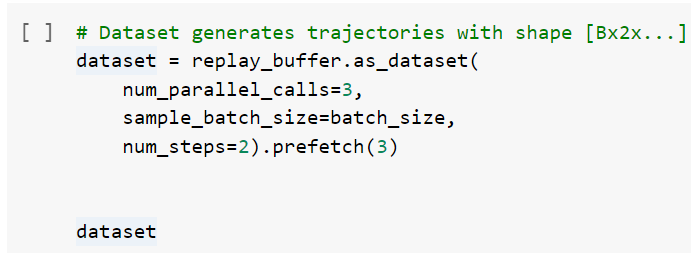 [ ] # Dataset generates trajectories with shape [Bx2x...]
dataset = replay_buffer.as_dataset(
    num_parallel_calls=3,
    sample_batch_size=batch_size,
    num_steps=2).prefetch(3)
dataset